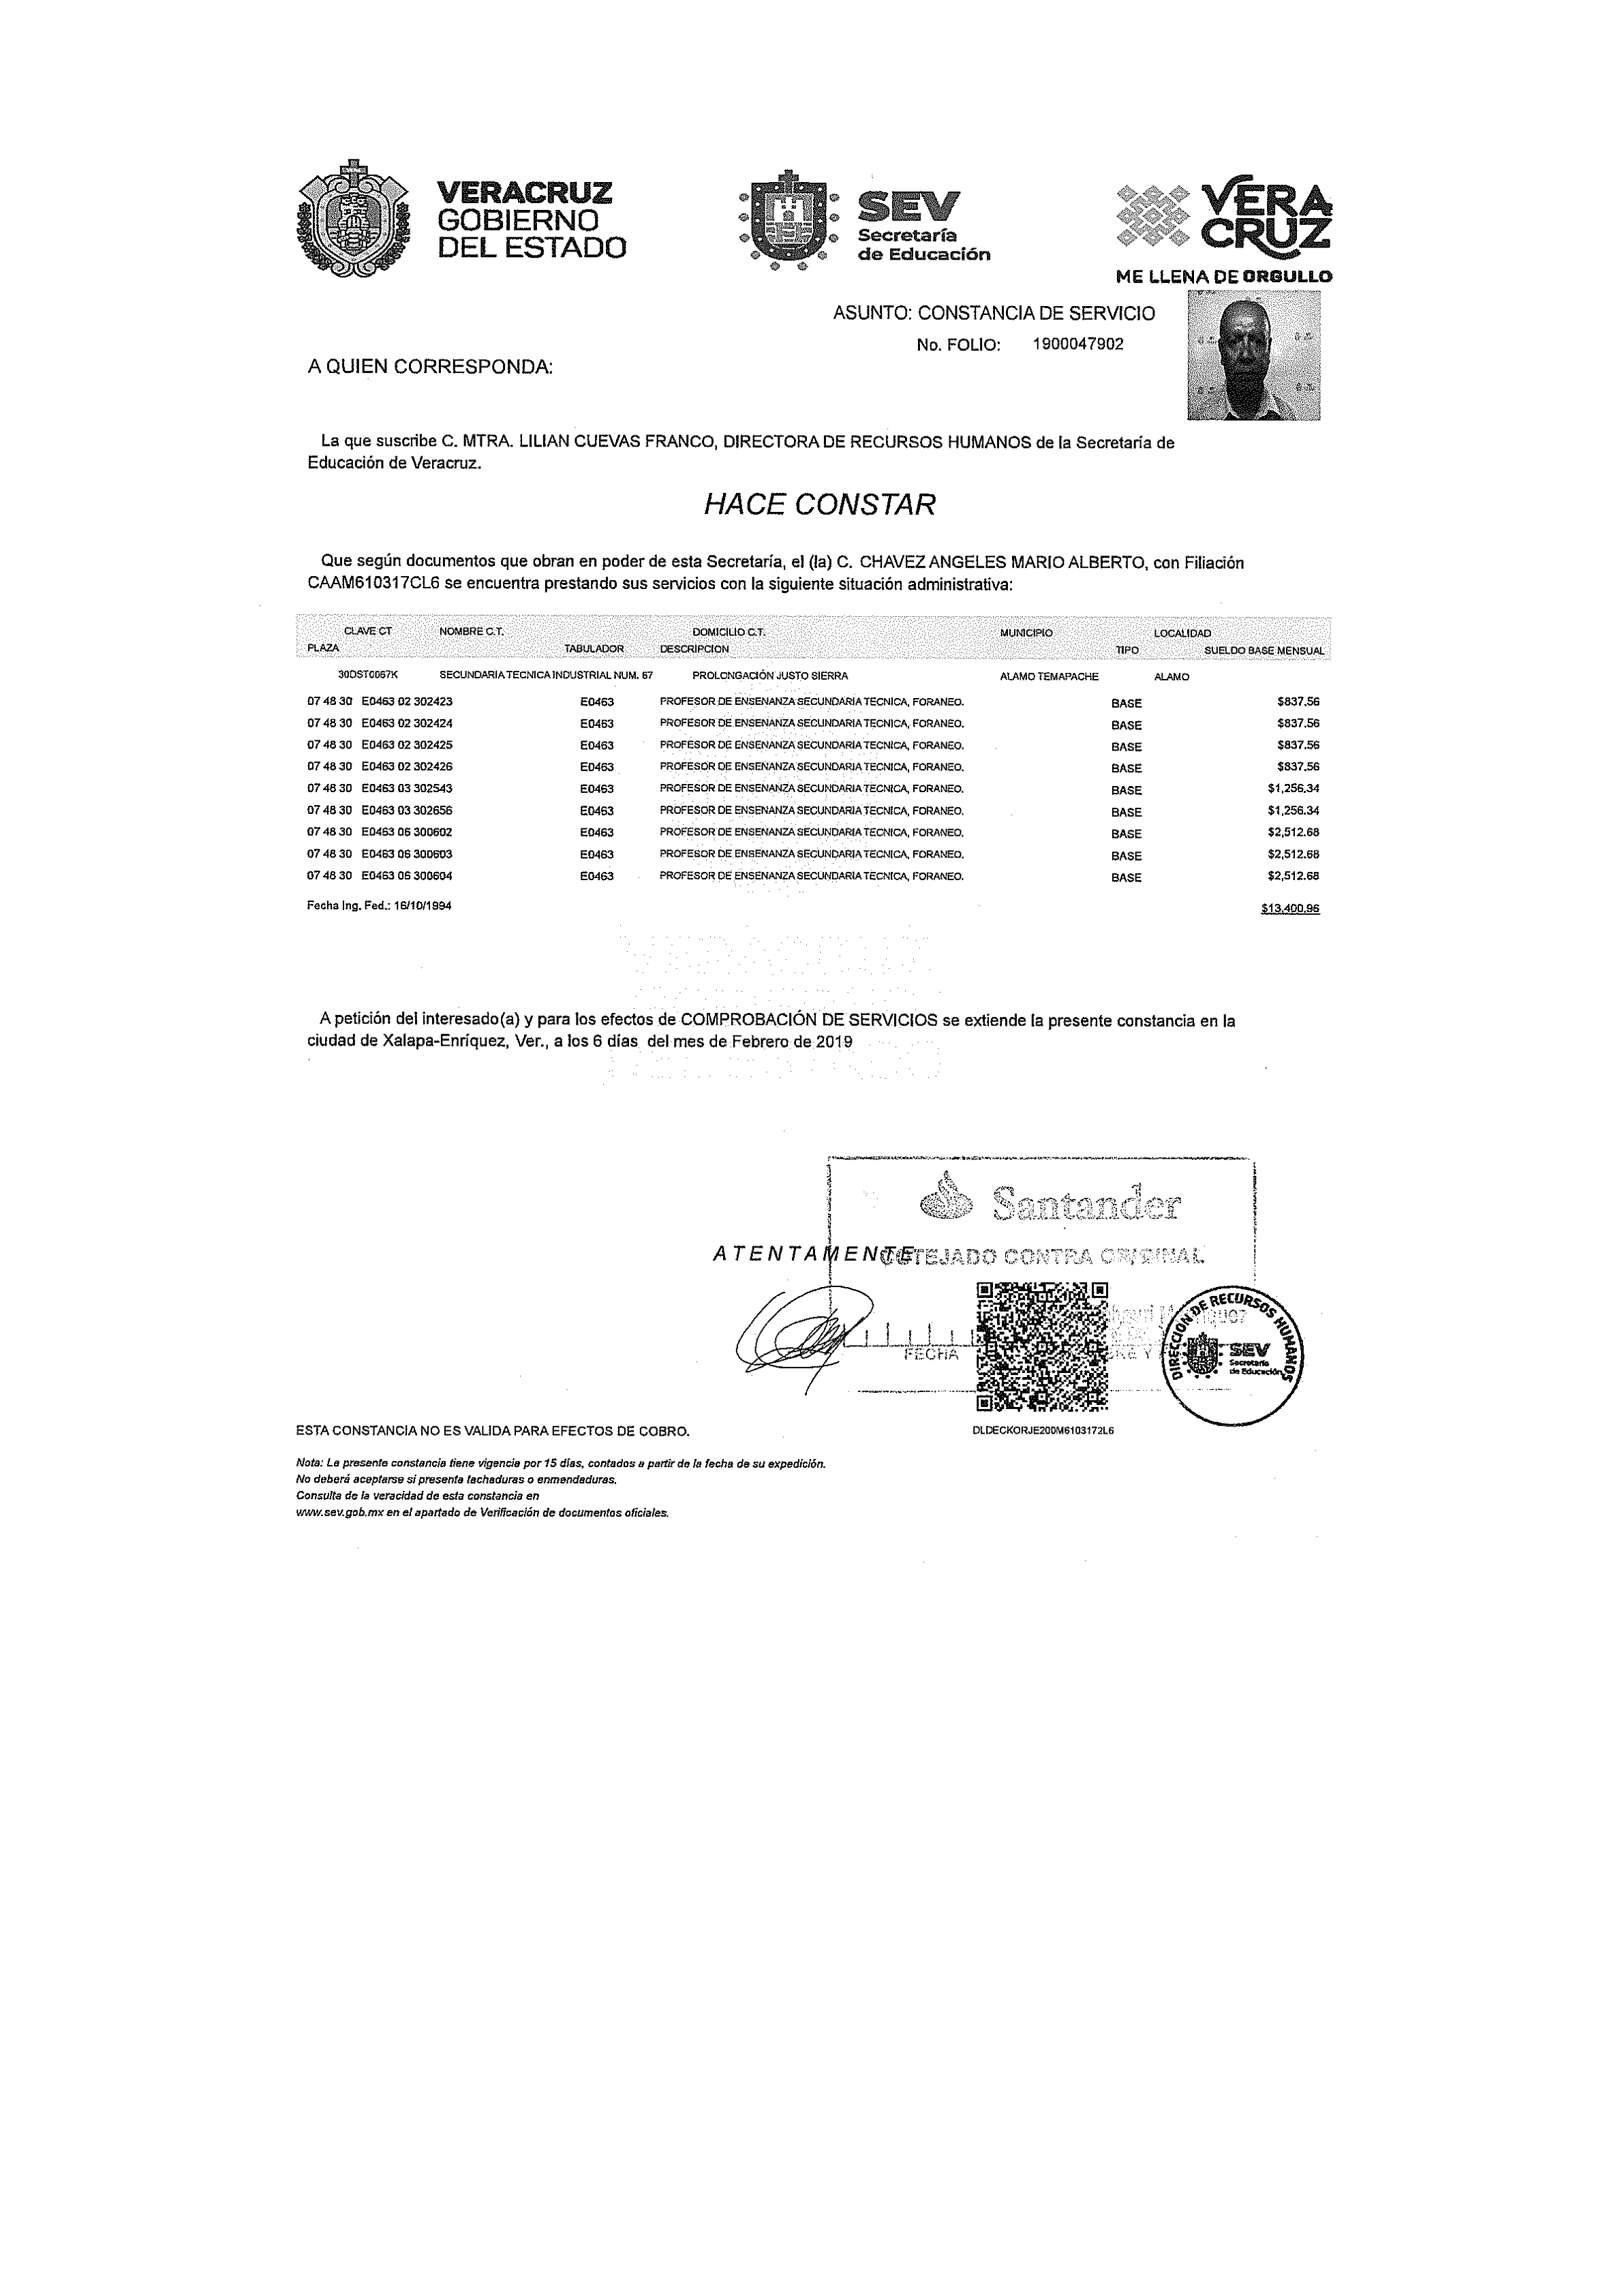 VERACRUZ
GOBIERNO
DEL ESTADO
SEV
Secretaría
de Educación
VERA
CRUZ
ME LLENA DE ORGULLO
ASUNTO: CONSTANCIA DE SERVICIO
No. FOLIO: 1900047902
A QUIEN CORRESPONDA:
La que suscribe C. MTRA. LILIAN CUEVAS FRANCO, DIRECTORA DE RECURSOS HUMANOS de la Secretaría de
Educación de Veracruz.
HACE CONSTAR
Que según documentos que obran en poder de esta Secretaría, el (la) C. CHAVEZ ANGELES MARIO ALBERTO, con Filiación
CAAM610317CL6 se encuentra prestando sus servicios con la siguiente situación administrativa:
CLAVE CT NOMBRE C.T. DOMICILIO C.T. MUNICIPIO LOCALIDAD
PLAZA TABULADOR DESCRIPCION TIPO SUELDO BASE MENSUAL
30DST0067K SECUNDARIA TECNICA INDUSTRIAL NUM. 67 PROLONGACIÓN JUSTO SIERRA ALAMO TEMAPACHE ALAMO
07 48 30 E0463 02 302423 E0463 PROFESOR DE ENSENANZA SECUNDARIA TECNICA, FORANEO. BASE $837.56
07 48 30 E0463 02 302424 E0463 PROFESOR DE ENSENANZA SECUNDARIA TECNICA, FORANEO. BASE $837.56
07 48 30 E0463 02 302425 E0463 PROFESOR DE ENSENANZA SECUNDARIA TECNICA, FORANEO. BASE $837.56
07 48 30 E0463 02 302426 E0463 PROFESOR DE ENSENANZA SECUNDARIA TECNICA, FORANEO. BASE $837.56
07 48 30 E0463 03 302543 E0463 PROFESOR DE ENSENANZA SECUNDARIA TECNICA, FORANEO. BASE $1,256.34
07 48 30 E0463 03 302656 E0463 PROFESOR DE ENSENANZA SECUNDARIA TECNICA, FORANEO. BASE $1,256.34
07 48 30 E0463 06 300602 E0463 PROFESOR DE ENSENANZA SECUNDARIA TECNICA, FORANEO. BASE $2,512.68
07 48 30 E0463 06 300603 E0463 PROFESOR DE ENSENANZA SECUNDARIA TECNICA, FORANEO. BASE $2,512.68
07 48 30 E0463 06 300604 E0463 PROFESOR DE ENSENANZA SECUNDARIA TECNICA, FORANEO. BASE $2,512.68
Fecha Ing. Fed.: 16/10/1994 $13,400.96
A petición del interesado(a) y para los efectos de COMPROBACIÓN DE SERVICIOS se extiende la presente constancia en la
ciudad de Xalapa-Enríquez, Ver., a los 6 días del mes de Febrero de 2019
Santander
ATENTAMENTE
COTEJADO CONTRA ORIGINAL
FECHA
DIRECCIÓN DE RECURSOS HUMANOS
SEV
Secretaría
de Educación
ESTA CONSTANCIA NO ES VALIDA PARA EFECTOS DE COBRO.
DLDECKORJE200M6103172L6
Nota: La presente constancia tiene vigencia por 15 días, contados a partir de la fecha de su expedición.
No deberá aceptarse si presenta tachaduras o enmendaduras.
Consulta de la veracidad de esta constancia en
www.sev.gob.mx en el apartado de Verificación de documentos oficiales.